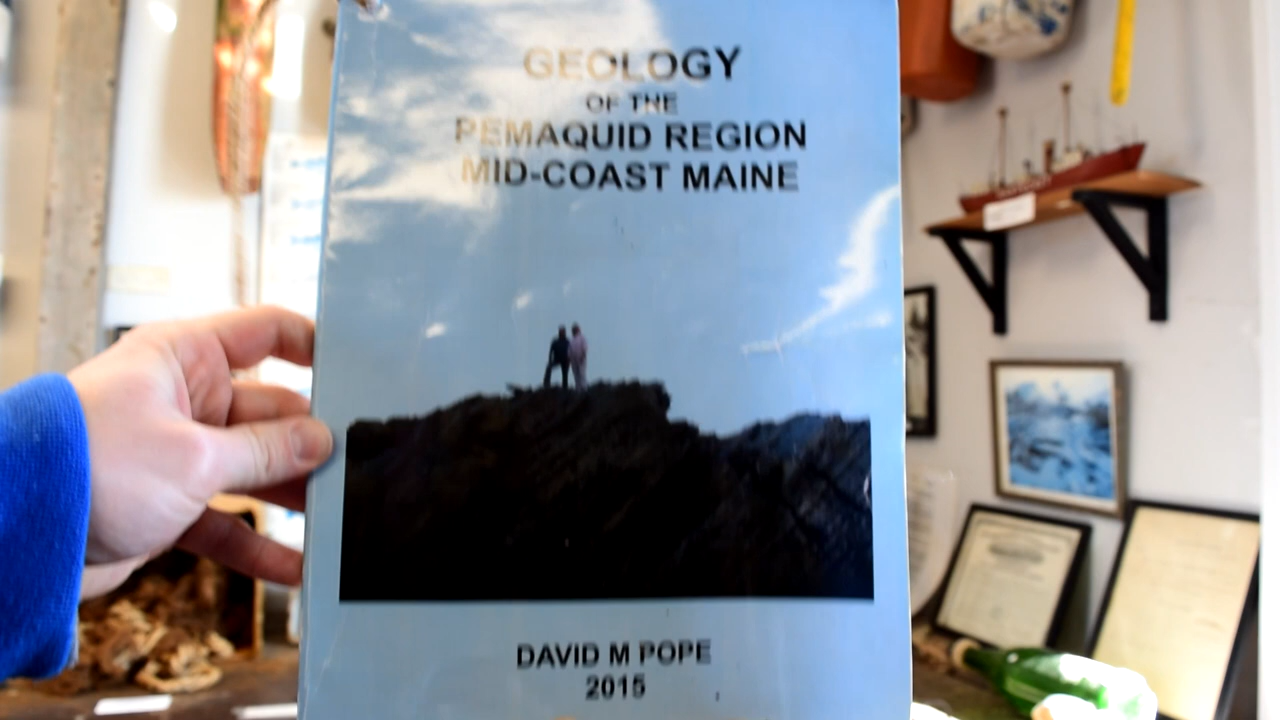 GEOLOGY
OF THE
PEMAQUID REGION
MID-COAST MAINE
DAVID M POPE
2015